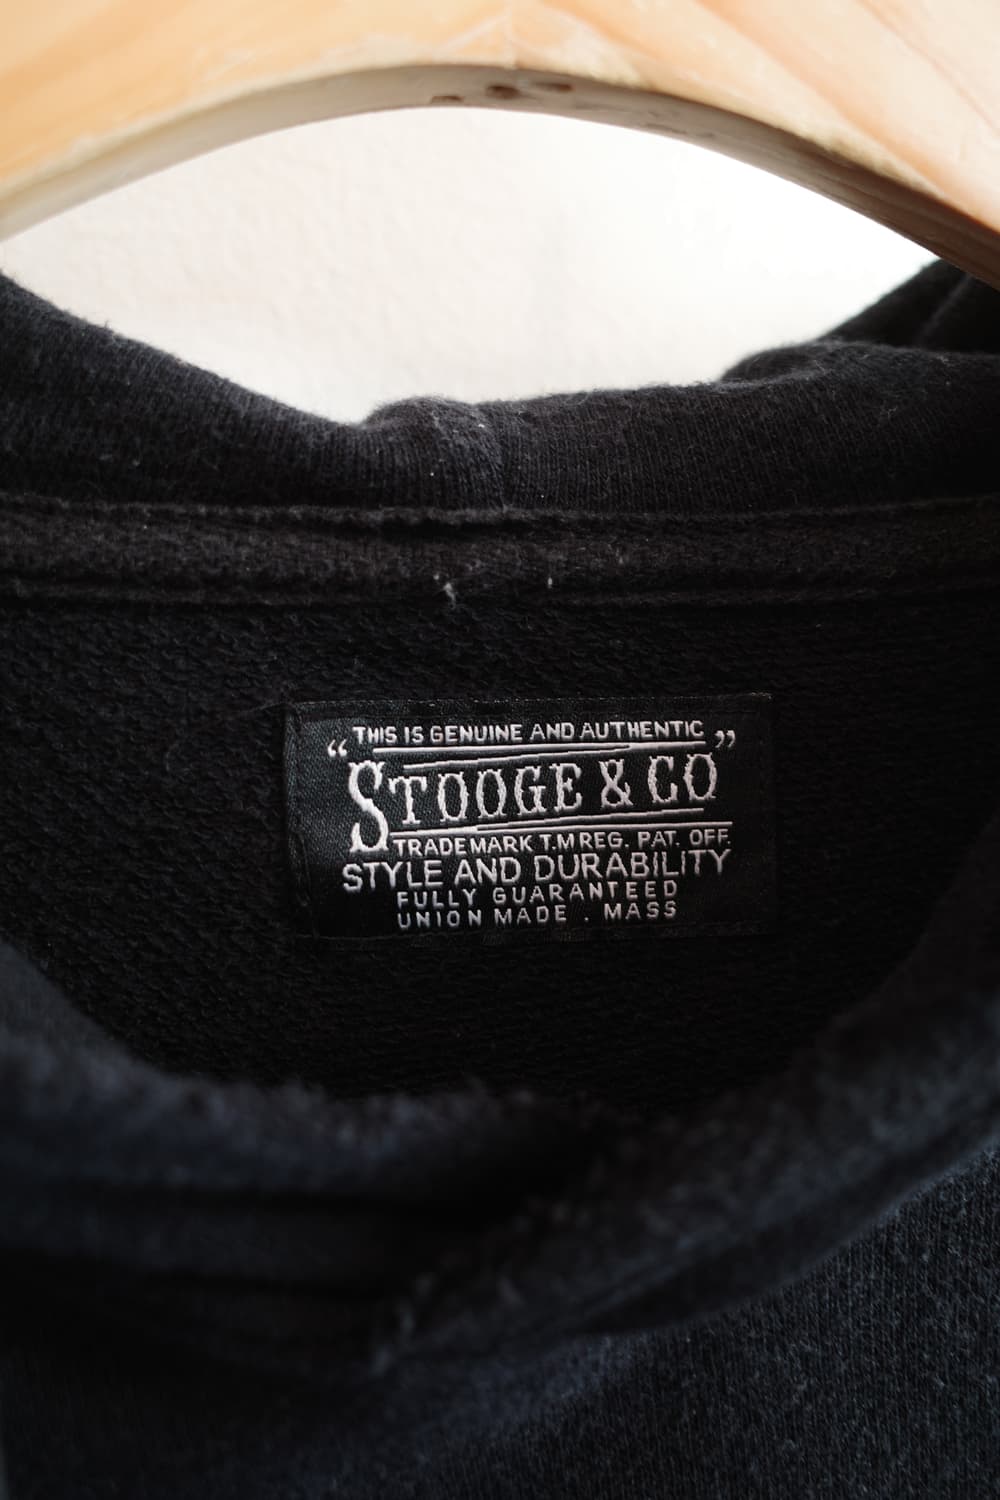 THIS IS GENUINE AND AUTHENTIC
“STOOGE & CO”
TRADEMARK T.M REG. PAT. OFF.
STYLE AND DURABILITY
FULLY GUARANTEED
UNION MADE . MASS